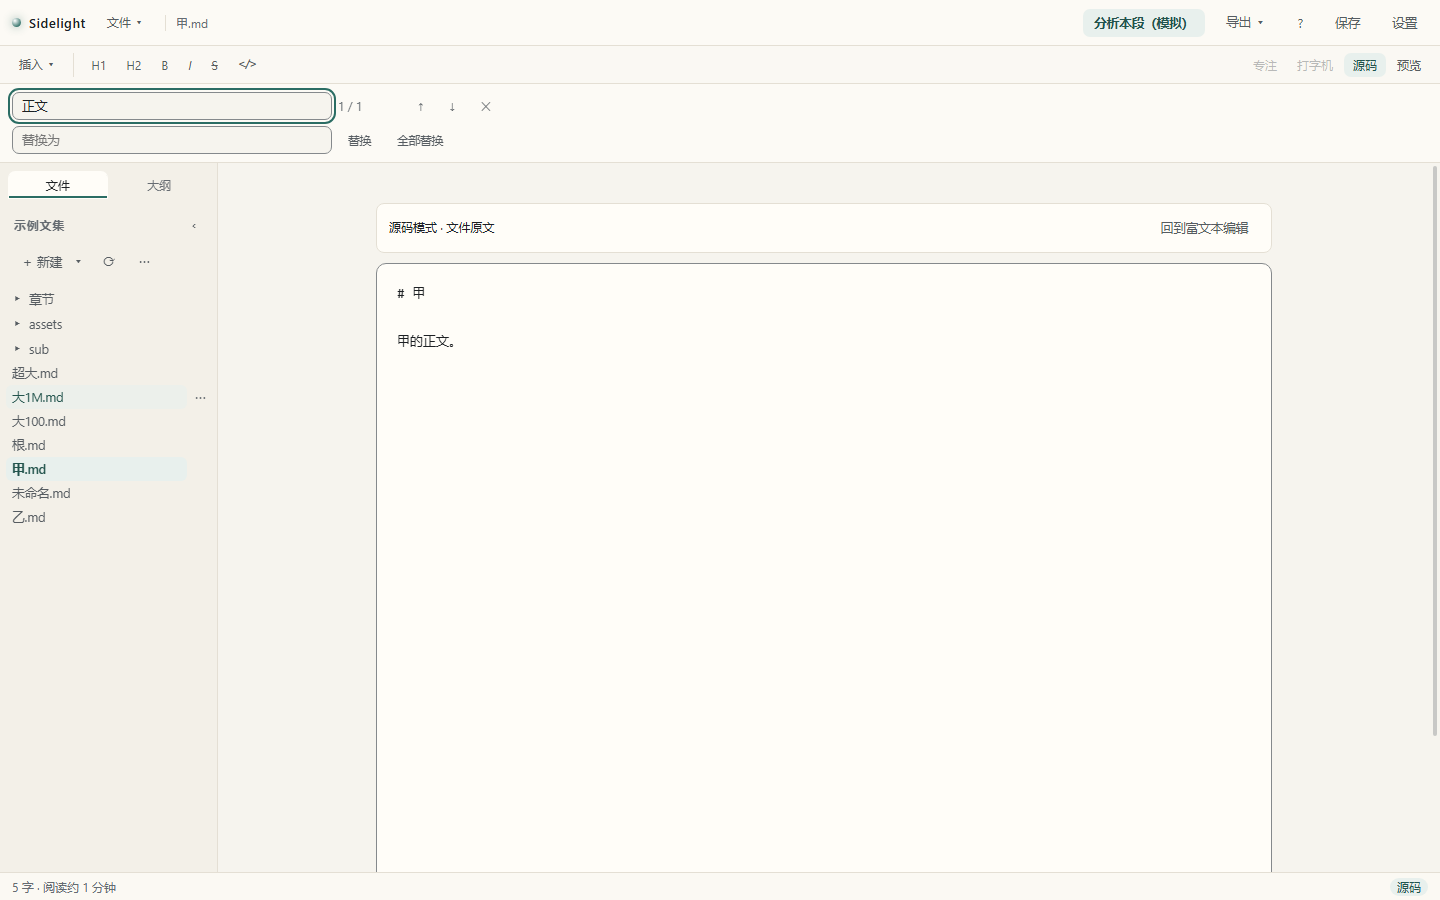 Sidelight 文件 甲.md 分析本段（模拟） 导出 ? 保存 设置
插入 H1 H2 B I S </> 专注 打字机 源码 预览
正文 1 / 1 ↑ ↓ ×
替换为 替换 全部替换
文件 大纲
示例文集 ‹
+ 新建 ⟳ ···
章节
assets
sub
超大.md
大1M.md ···
大100.md
根.md
甲.md
未命名.md
乙.md
源码模式 · 文件原文 回到富文本编辑
# 甲
甲的正文。
5 字 · 阅读约 1 分钟 源码